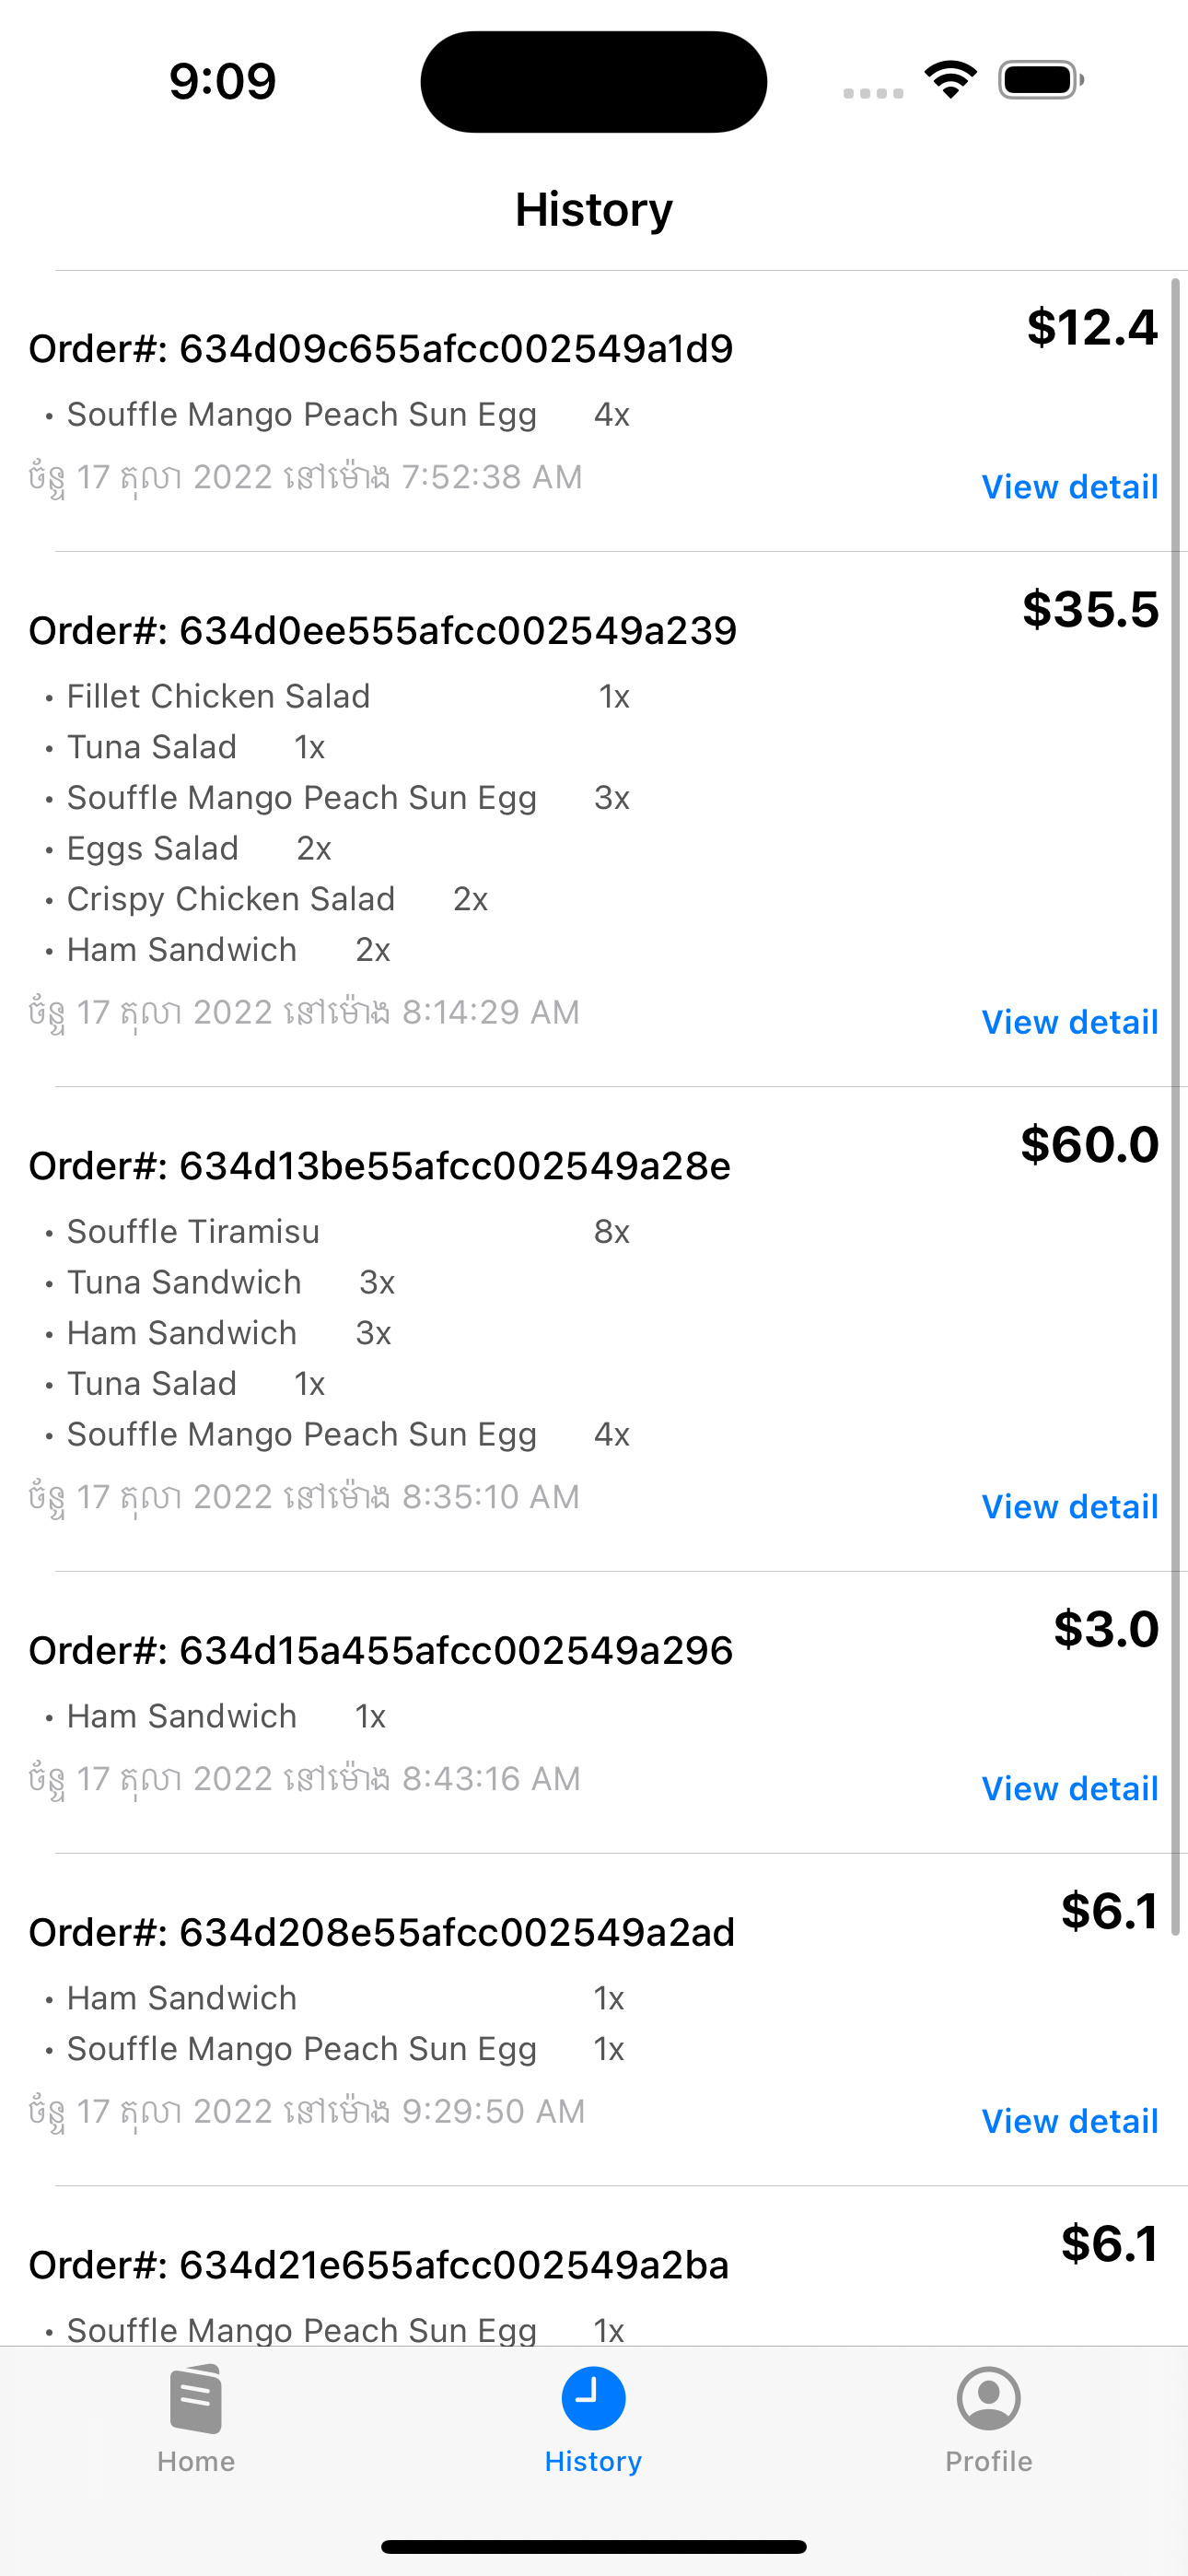 9:09
History
Order#: 634d09c655afcc002549a1d9 $12.4
• Souffle Mango Peach Sun Egg 4x
ច័ន្ទ 17 តុលា 2022 នៅម៉ោង 7:52:38 AM View detail
Order#: 634d0ee555afcc002549a239 $35.5
• Fillet Chicken Salad 1x
• Tuna Salad 1x
• Souffle Mango Peach Sun Egg 3x
• Eggs Salad 2x
• Crispy Chicken Salad 2x
• Ham Sandwich 2x
ច័ន្ទ 17 តុលា 2022 នៅម៉ោង 8:14:29 AM View detail
Order#: 634d13be55afcc002549a28e $60.0
• Souffle Tiramisu 8x
• Tuna Sandwich 3x
• Ham Sandwich 3x
• Tuna Salad 1x
• Souffle Mango Peach Sun Egg 4x
ច័ន្ទ 17 តុលា 2022 នៅម៉ោង 8:35:10 AM View detail
Order#: 634d15a455afcc002549a296 $3.0
• Ham Sandwich 1x
ច័ន្ទ 17 តុលា 2022 នៅម៉ោង 8:43:16 AM View detail
Order#: 634d208e55afcc002549a2ad $6.1
• Ham Sandwich 1x
• Souffle Mango Peach Sun Egg 1x
ច័ន្ទ 17 តុលា 2022 នៅម៉ោង 9:29:50 AM View detail
Order#: 634d21e655afcc002549a2ba $6.1
• Souffle Mango Peach Sun Egg 1x
Home History Profile